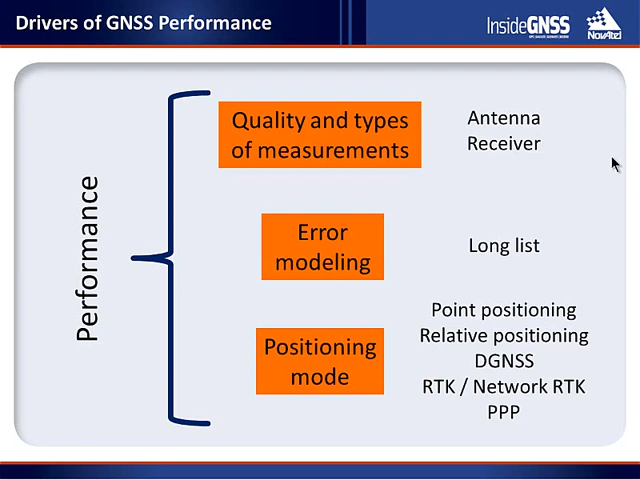 Drivers of GNSS Performance
InsideGNSS
NovAtel
Performance
Quality and types
of measurements
Antenna
Receiver
Error
modeling
Long list
Positioning
mode
Point positioning
Relative positioning
DGNSS
RTK / Network RTK
PPP